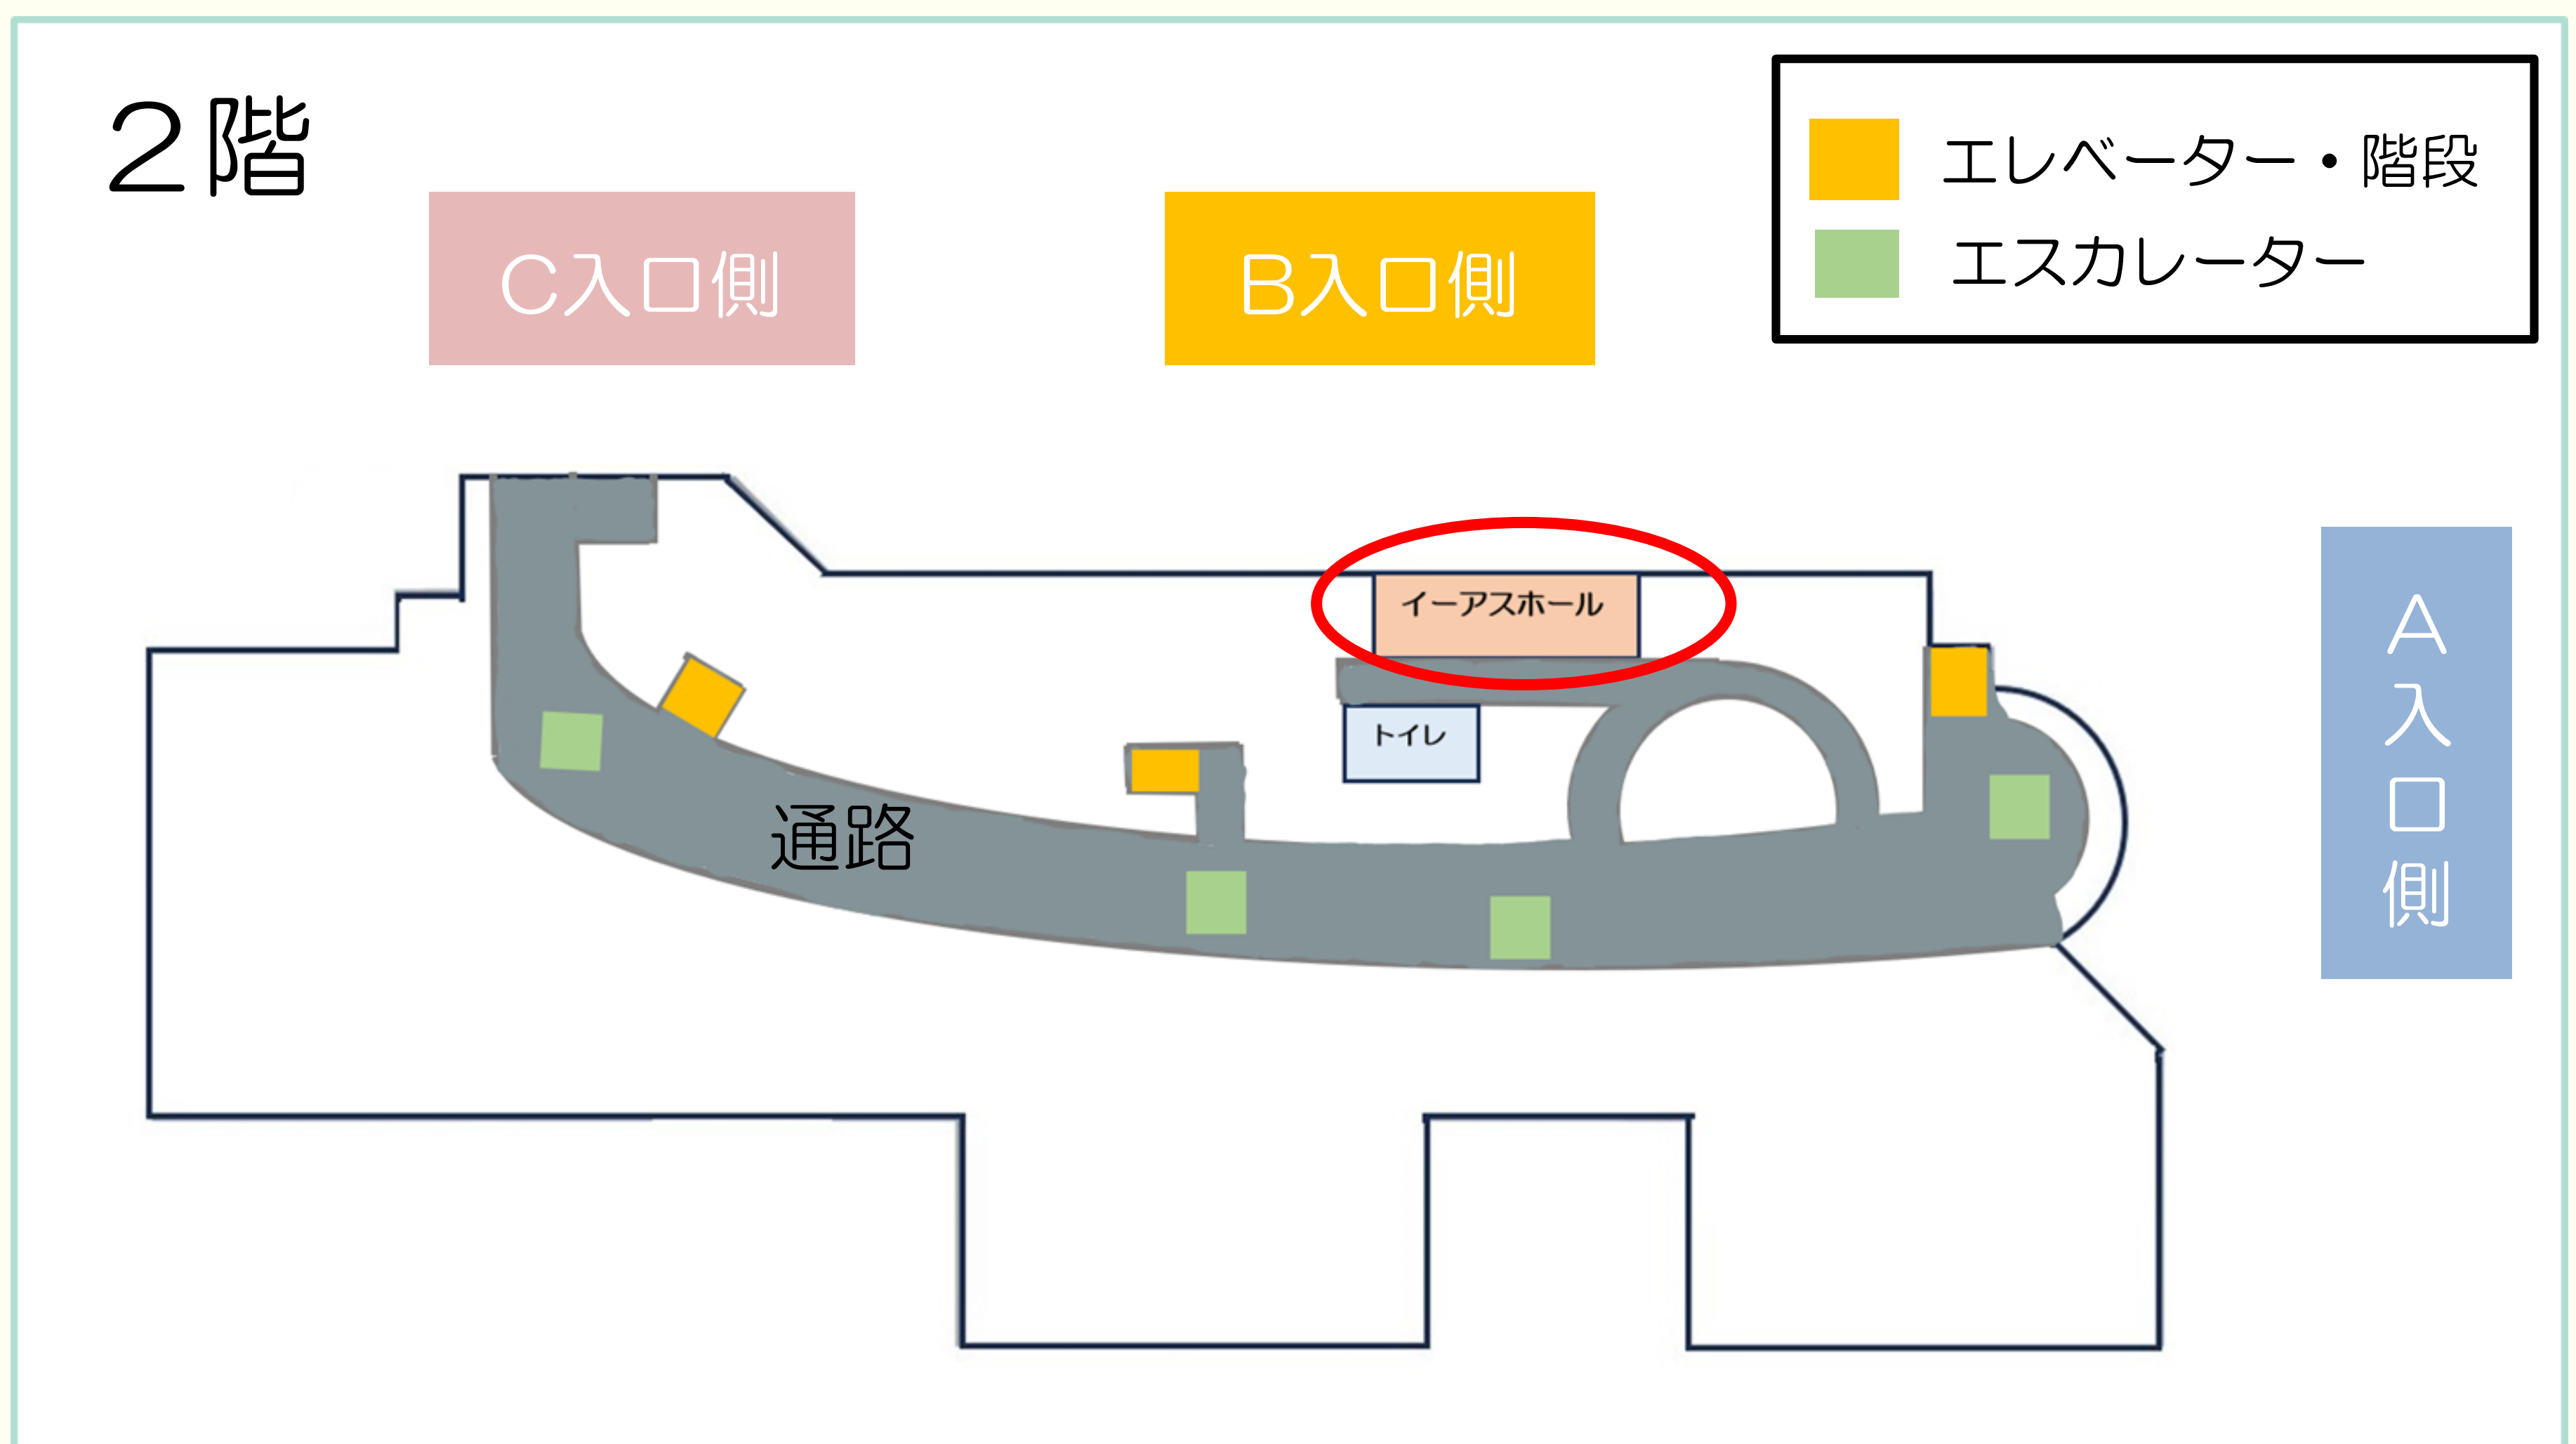 2階
エレベーター・階段
エスカレーター
C入口側
B入口側
イーアスホール
トイレ
通路
A入口側